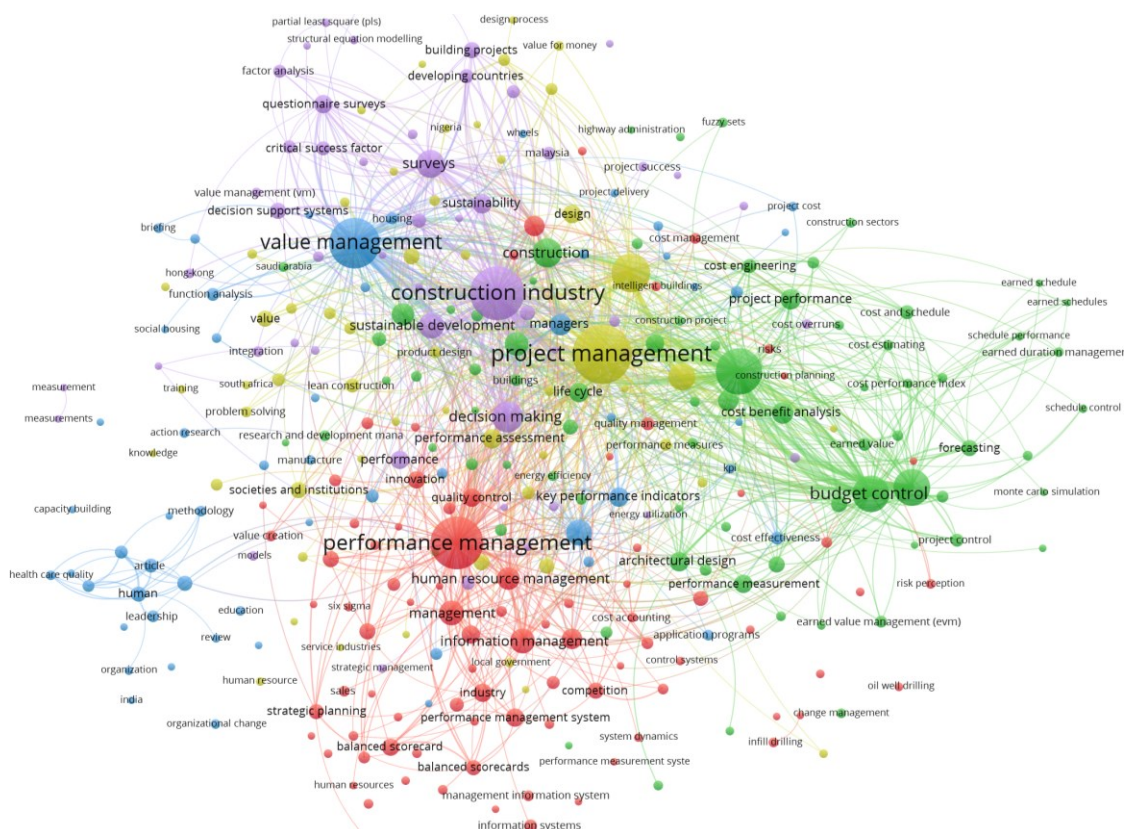 partial least square (pls)
design process
structural equation modelling
value for money
building projects
factor analysis
developing countries
questionnaire surveys
nigeria
wheels
highway administration
fuzzy sets
critical success factor
surveys
malaysia
project success
value management (vm)
sustainability
project delivery
decision support systems
housing
design
project cost
briefing
value management
cost management
construction sectors
construction
saudi arabia
cost engineering
hong-kong
intelligent buildings
earned schedule
function analysis
construction industry
project performance
earned schedules
value
sustainable development
managers
construction project
cost and schedule
social housing
cost overruns
schedule performance
integration
product design
project management
risks
cost estimating
earned duration management
measurement
training
south africa
lean construction
buildings
life cycle
construction planning
cost performance index
measurements
problem solving
decision making
cost benefit analysis
schedule control
action research
research and development mana
performance assessment
quality management
earned value
knowledge
manufacture
performance
performance measures
forecasting
innovation
energy efficiency
kpi
societies and institutions
quality control
key performance indicators
budget control
monte carlo simulation
capacity building
methodology
energy utilization
value creation
performance management
cost effectiveness
project control
models
article
architectural design
health care quality
human resource management
performance measurement
risk perception
human
leadership
education
six sigma
management
cost accounting
earned value management (evm)
review
service industries
information management
application programs
local government
control systems
organization
strategic management
human resource
sales
industry
competition
oil well drilling
india
strategic planning
performance management system
change management
organizational change
system dynamics
infill drilling
balanced scorecard
balanced scorecards
performance measurement syste
human resources
management information system
information systems